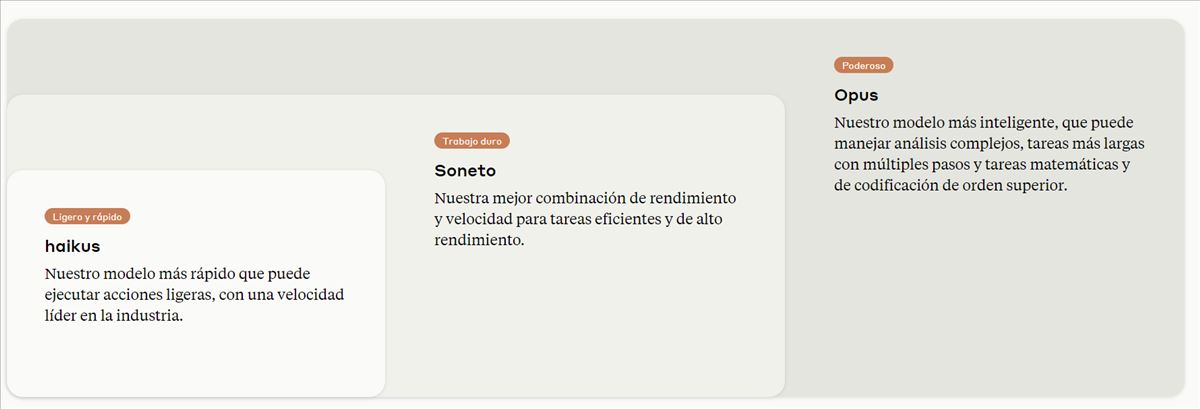 Ligero y rápido
haikus
Nuestro modelo más rápido que puede
ejecutar acciones ligeras, con una velocidad
líder en la industria.
Trabajo duro
Soneto
Nuestra mejor combinación de rendimiento
y velocidad para tareas eficientes y de alto
rendimiento.
Poderoso
Opus
Nuestro modelo más inteligente, que puede
manejar análisis complejos, tareas más largas
con múltiples pasos y tareas matemáticas y
de codificación de orden superior.